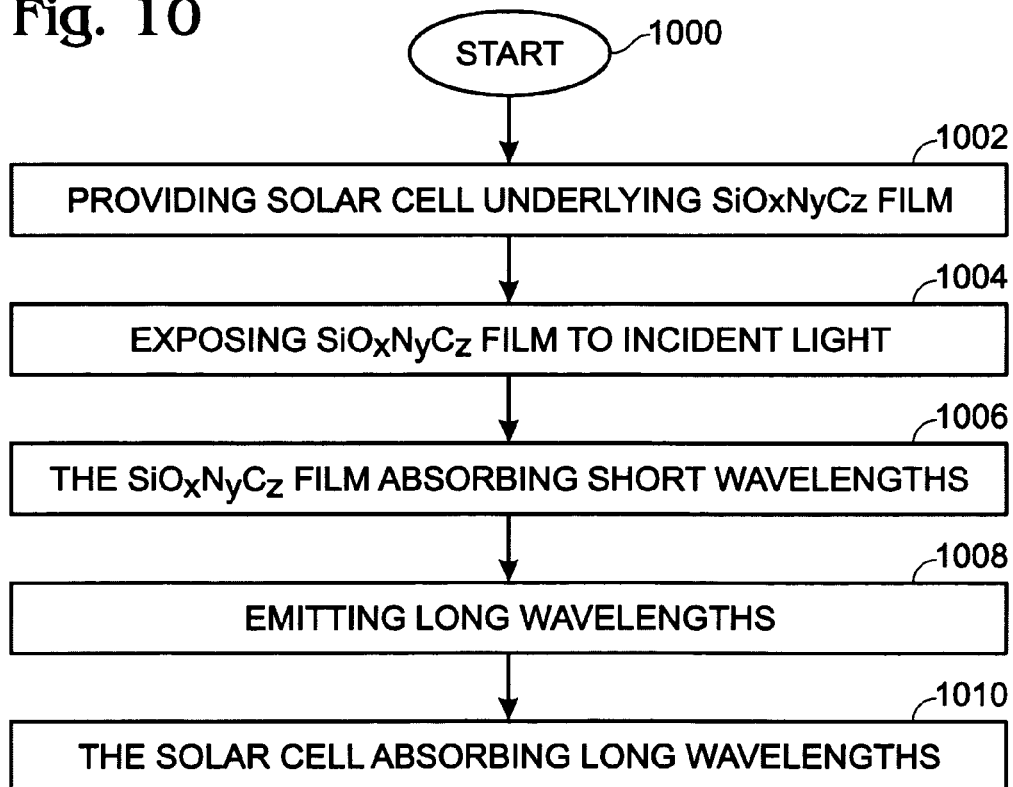 Fig. 10
START
1000
1002
PROVIDING SOLAR CELL UNDERLYING SiOxNyCz FILM
1004
EXPOSING SiOxNyCz FILM TO INCIDENT LIGHT
1006
THE SiOxNyCz FILM ABSORBING SHORT WAVELENGTHS
1008
EMITTING LONG WAVELENGTHS
1010
THE SOLAR CELL ABSORBING LONG WAVELENGTHS